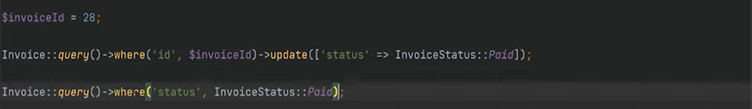 $invoiceId = 28;
Invoice::query()->where('id', $invoiceId)->update(['status' => InvoiceStatus::Paid]);
Invoice::query()->where('status', InvoiceStatus::Paid);